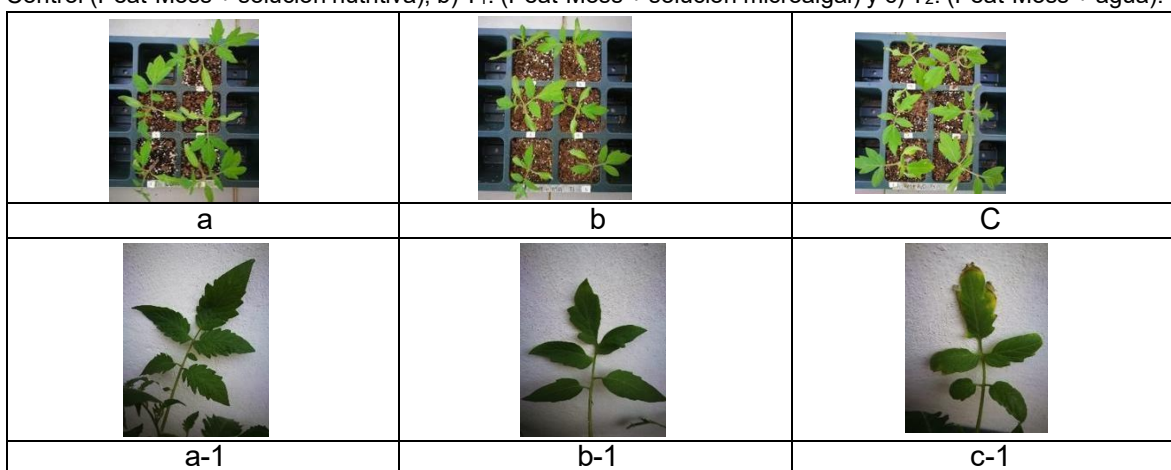 Control (Peat-Moss + solución nutritiva), b) T₁: (Peat-Moss + solución microalgal) y c) T₂: (Peat-Moss + agua).
a b C
a-1 b-1 c-1